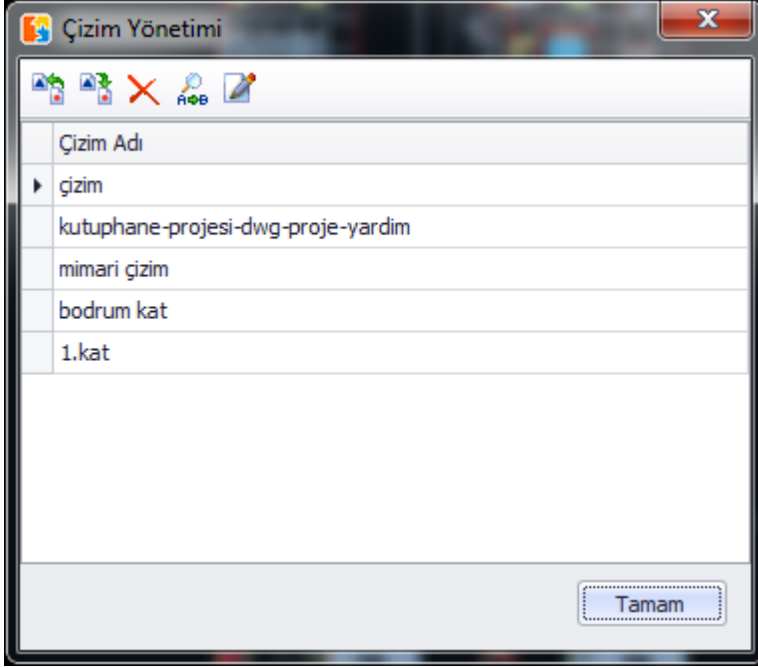 Çizim Yönetimi
A B
Çizim Adı
çizim
kutuphane-projesi-dwg-proje-yardim
mimari çizim
bodrum kat
1.kat
Tamam